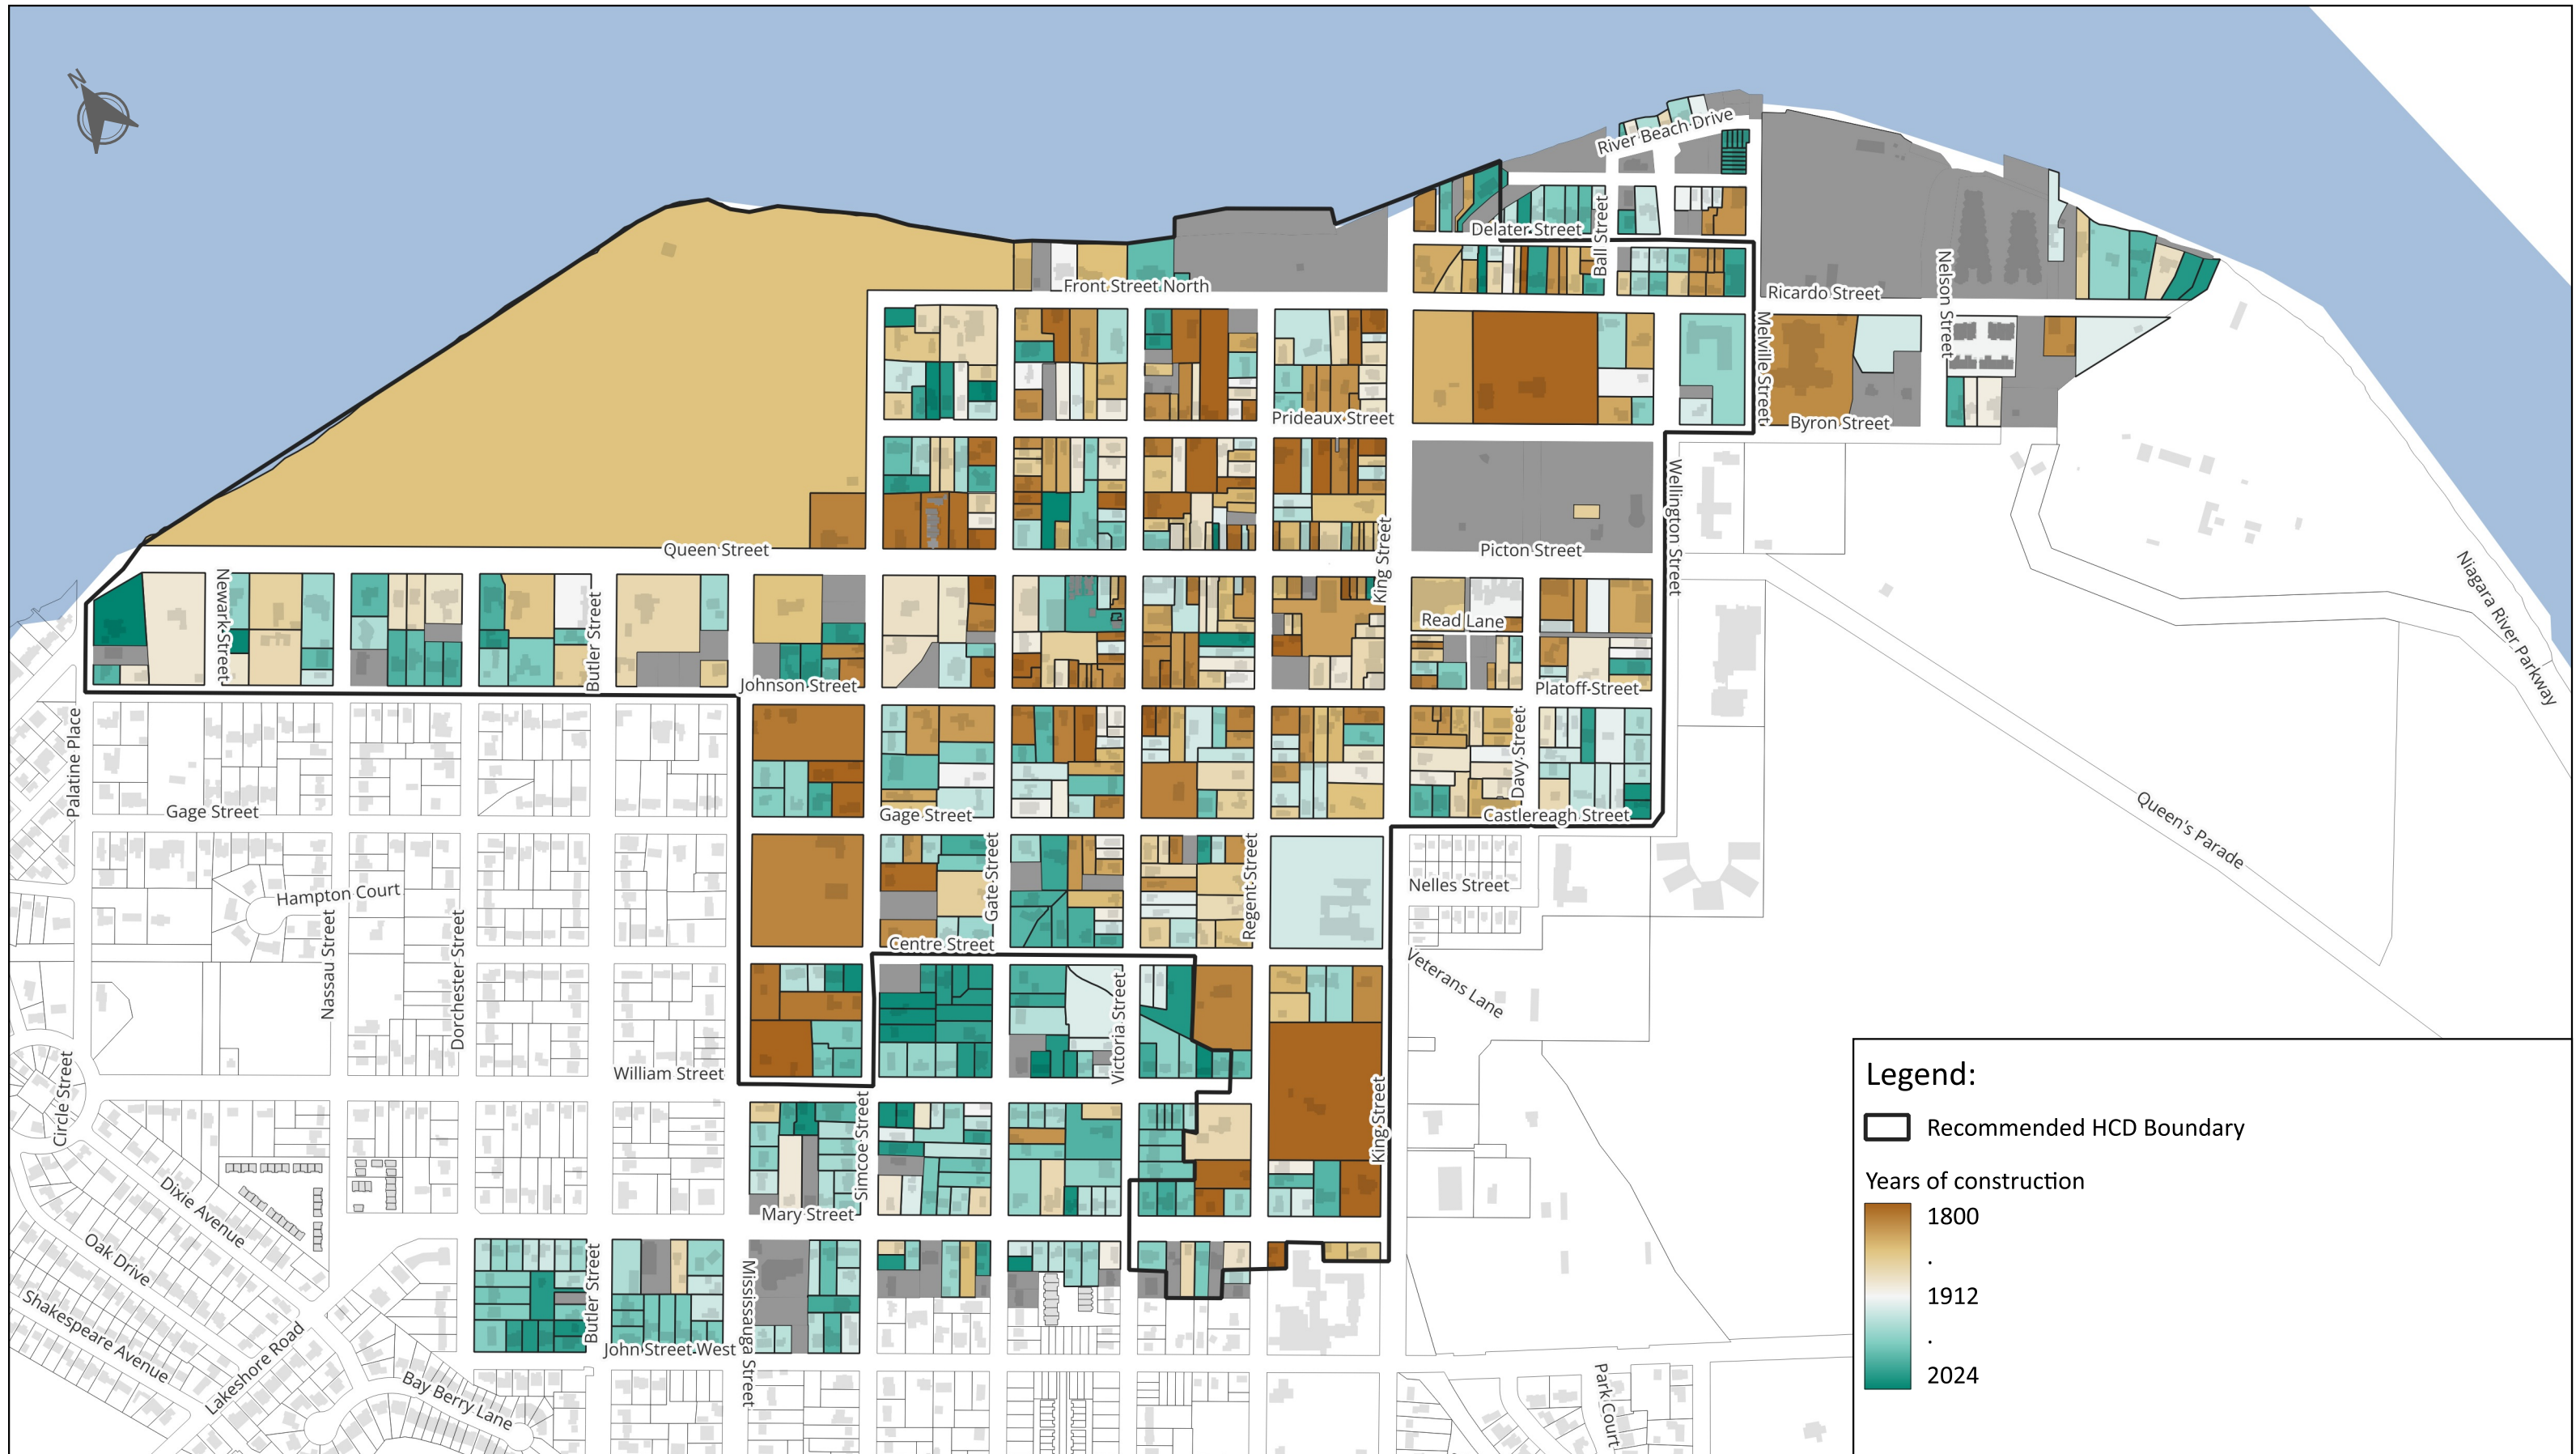 N
River Beach Drive
Delater Street
Ball Street
Front Street North
Ricardo Street
Nelson Street
Melville Street
Prideaux Street
Byron Street
Wellington Street
Queen Street
King Street
Picton Street
Niagara River Parkway
Newark Street
Butler Street
Read Lane
Johnson Street
Platoff Street
Palatine Place
Davy Street
Gage Street
Gage Street
Castlereagh Street
Queen's Parade
Hampton Court
Gate Street
Regent Street
Nelles Street
Nassau Street
Dorchester Street
Centre Street
Veterans Lane
Victoria Street
William Street
Circle Street
Simcoe Street
King Street
Dixie Avenue
Mary Street
Oak Drive
Butler Street
Mississauga Street
Shakespeare Avenue
Lakeshore Road
John Street West
Bay Berry Lane
Park Court
Legend:
Recommended HCD Boundary
Years of construction
1800
.
1912
.
2024